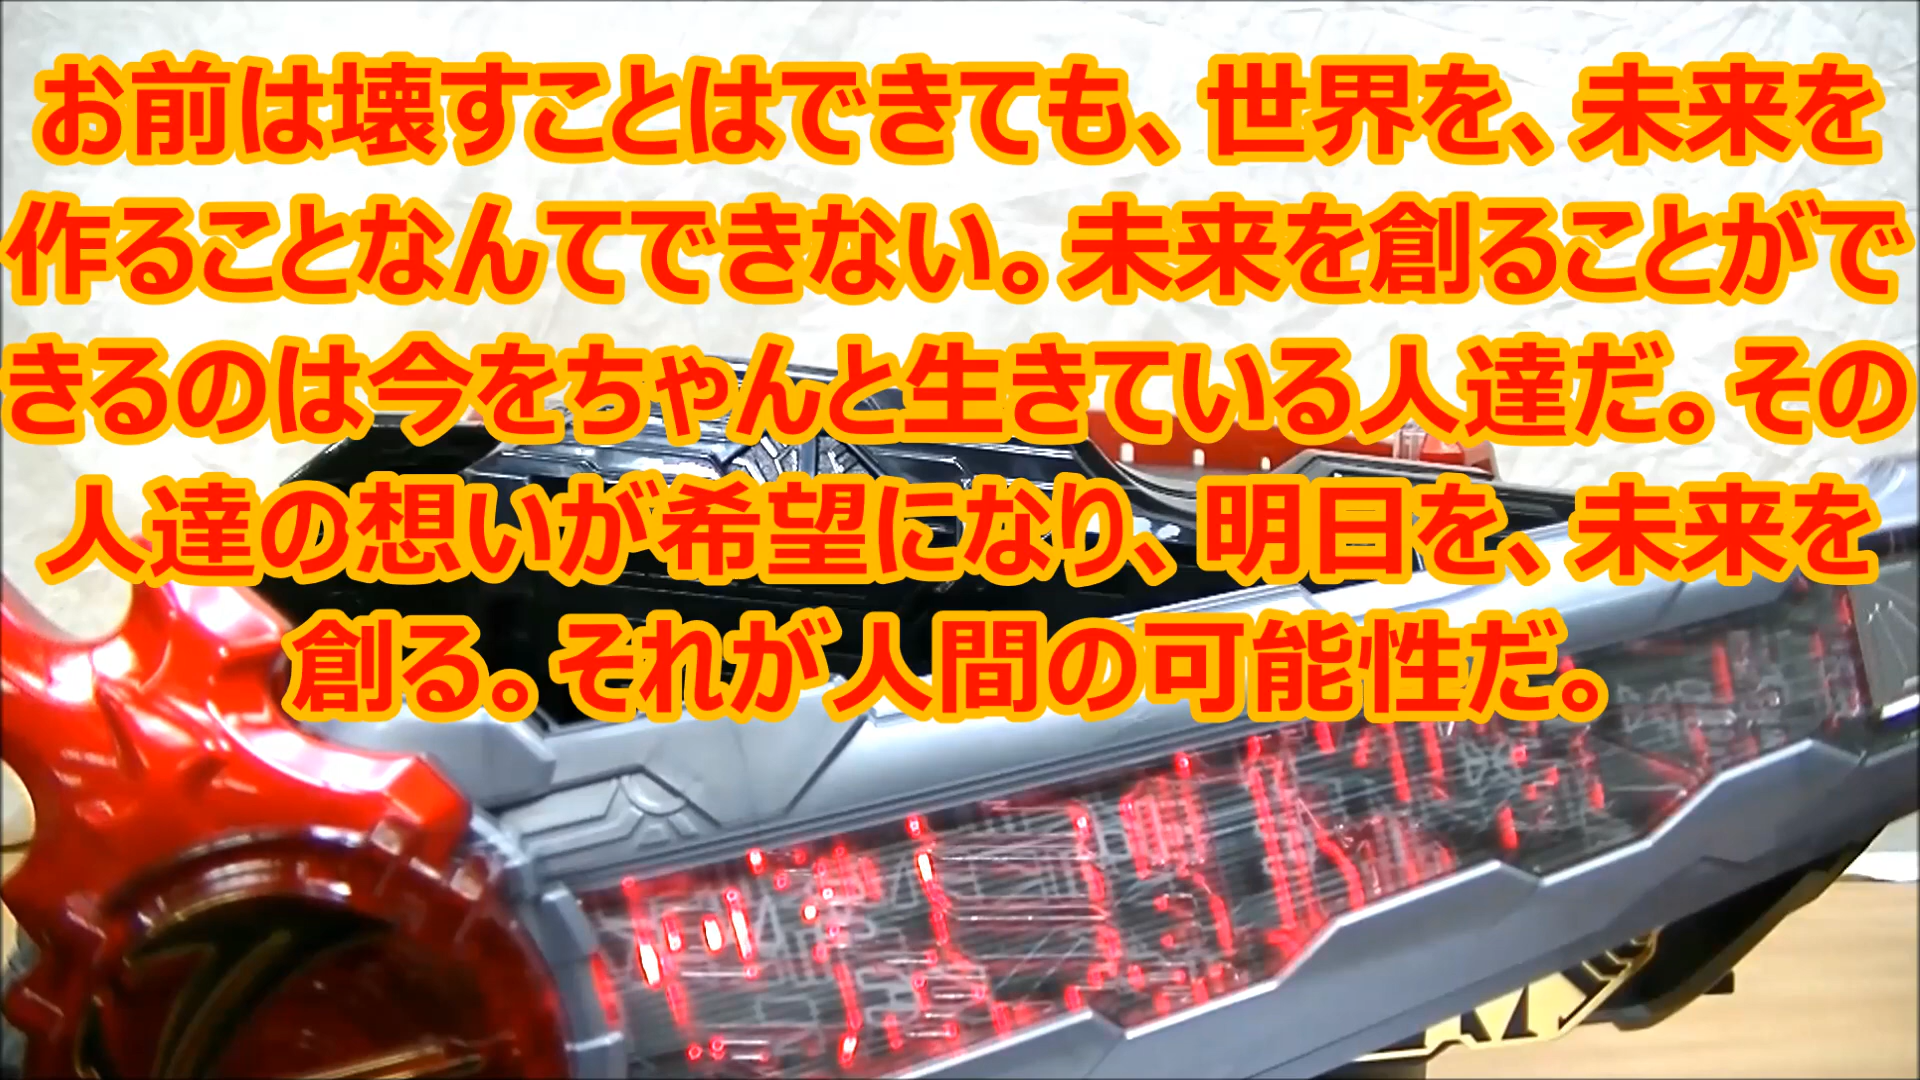 お前は壊すことはできても、世界を、未来を
作ることなんてできない。未来を創ることがで
きるのは今をちゃんと生きている人達だ。その
人達の想いが希望になり、明日を、未来を
創る。それが人間の可能性だ。